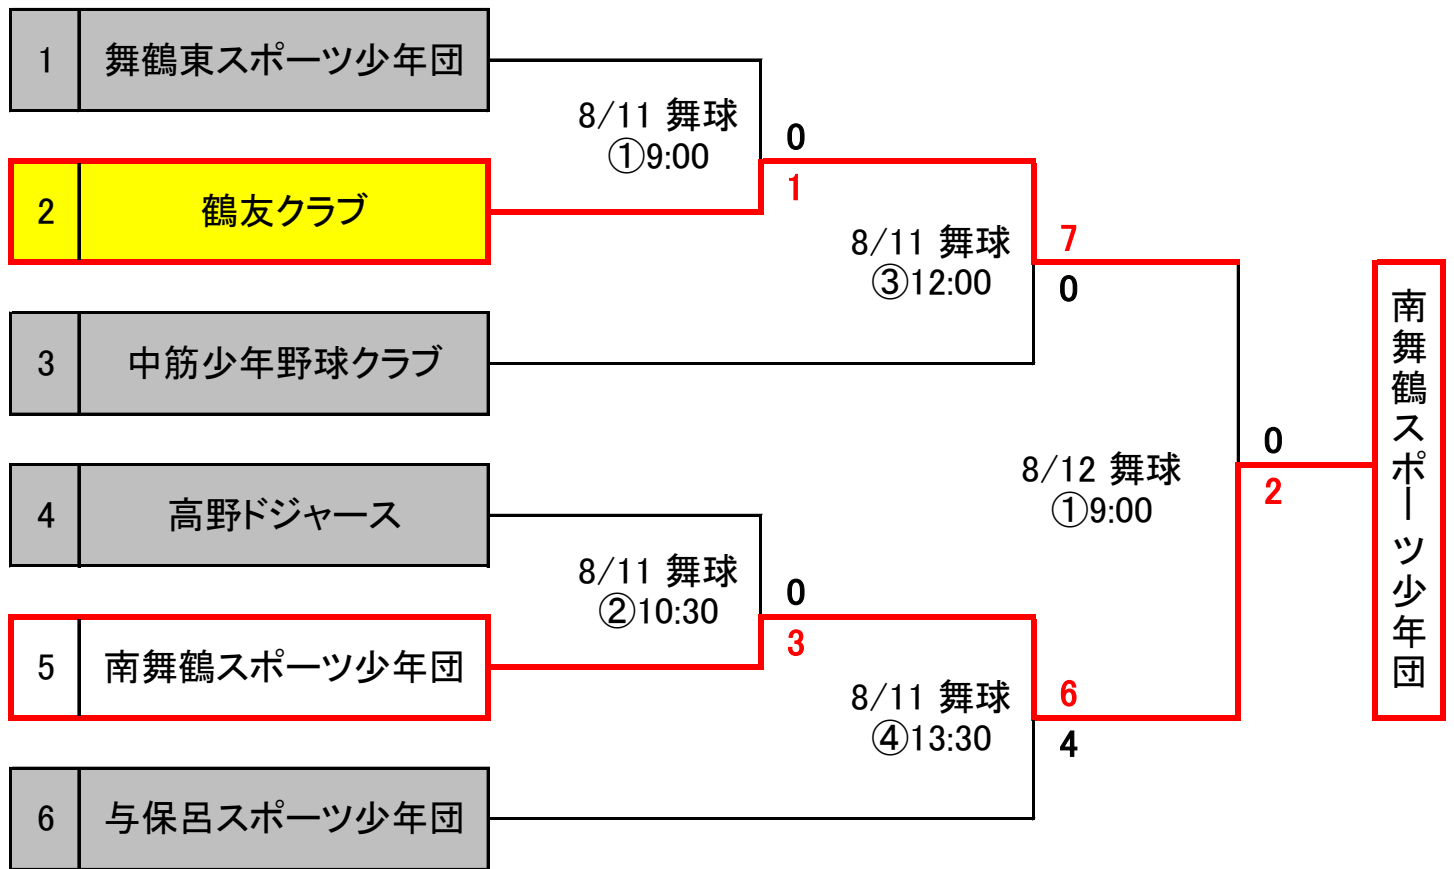 1 舞鶴東スポーツ少年団
8/11 舞球
①9:00
0
1
2 鶴友クラブ
8/11 舞球
③12:00
7
0
3 中筋少年野球クラブ
4 高野ドジャース
8/11 舞球
②10:30
0
3
5 南舞鶴スポーツ少年団
8/11 舞球
④13:30
6
4
6 与保呂スポーツ少年団
8/12 舞球
①9:00
0
2
南舞鶴スポーツ少年団